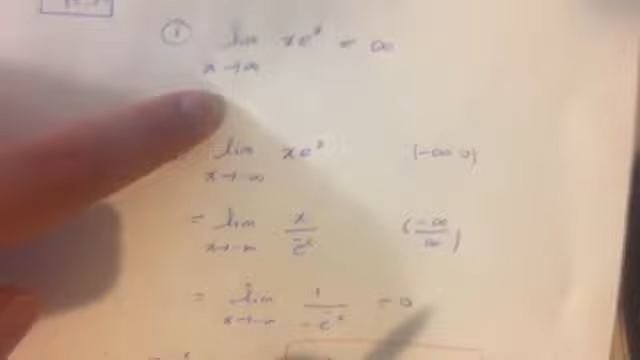 ① lim xe^x = ∞
x→∞
lim xe^x (-∞·0)
x→-∞
= lim x/e^-x (-∞/∞)
x→-∞
= lim 1/-e^-x = 0
x→-∞